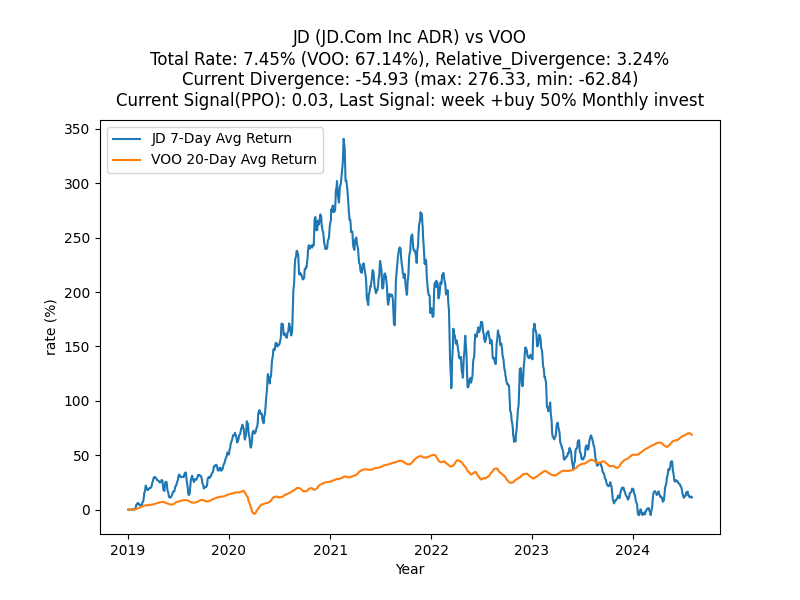 JD (JD.Com Inc ADR) vs VOO
Total Rate: 7.45% (VOO: 67.14%), Relative_Divergence: 3.24%
Current Divergence: -54.93 (max: 276.33, min: -62.84)
Current Signal(PPO): 0.03, Last Signal: week +buy 50% Monthly invest
JD 7-Day Avg Return
VOO 20-Day Avg Return
350
300
250
200
150
100
50
0
rate (%)
2019 2020 2021 2022 2023 2024
Year